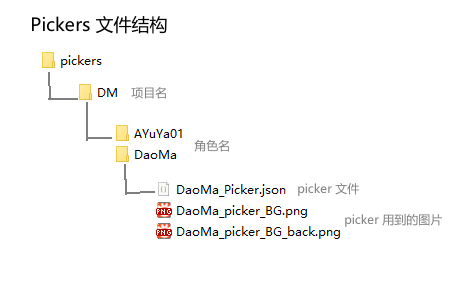 Pickers 文件结构
pickers
DM 项目名
AYuYa01
角色名
DaoMa
DaoMa_Picker.json picker 文件
DaoMa_picker_BG.png
picker 用到的图片
DaoMa_picker_BG_back.png